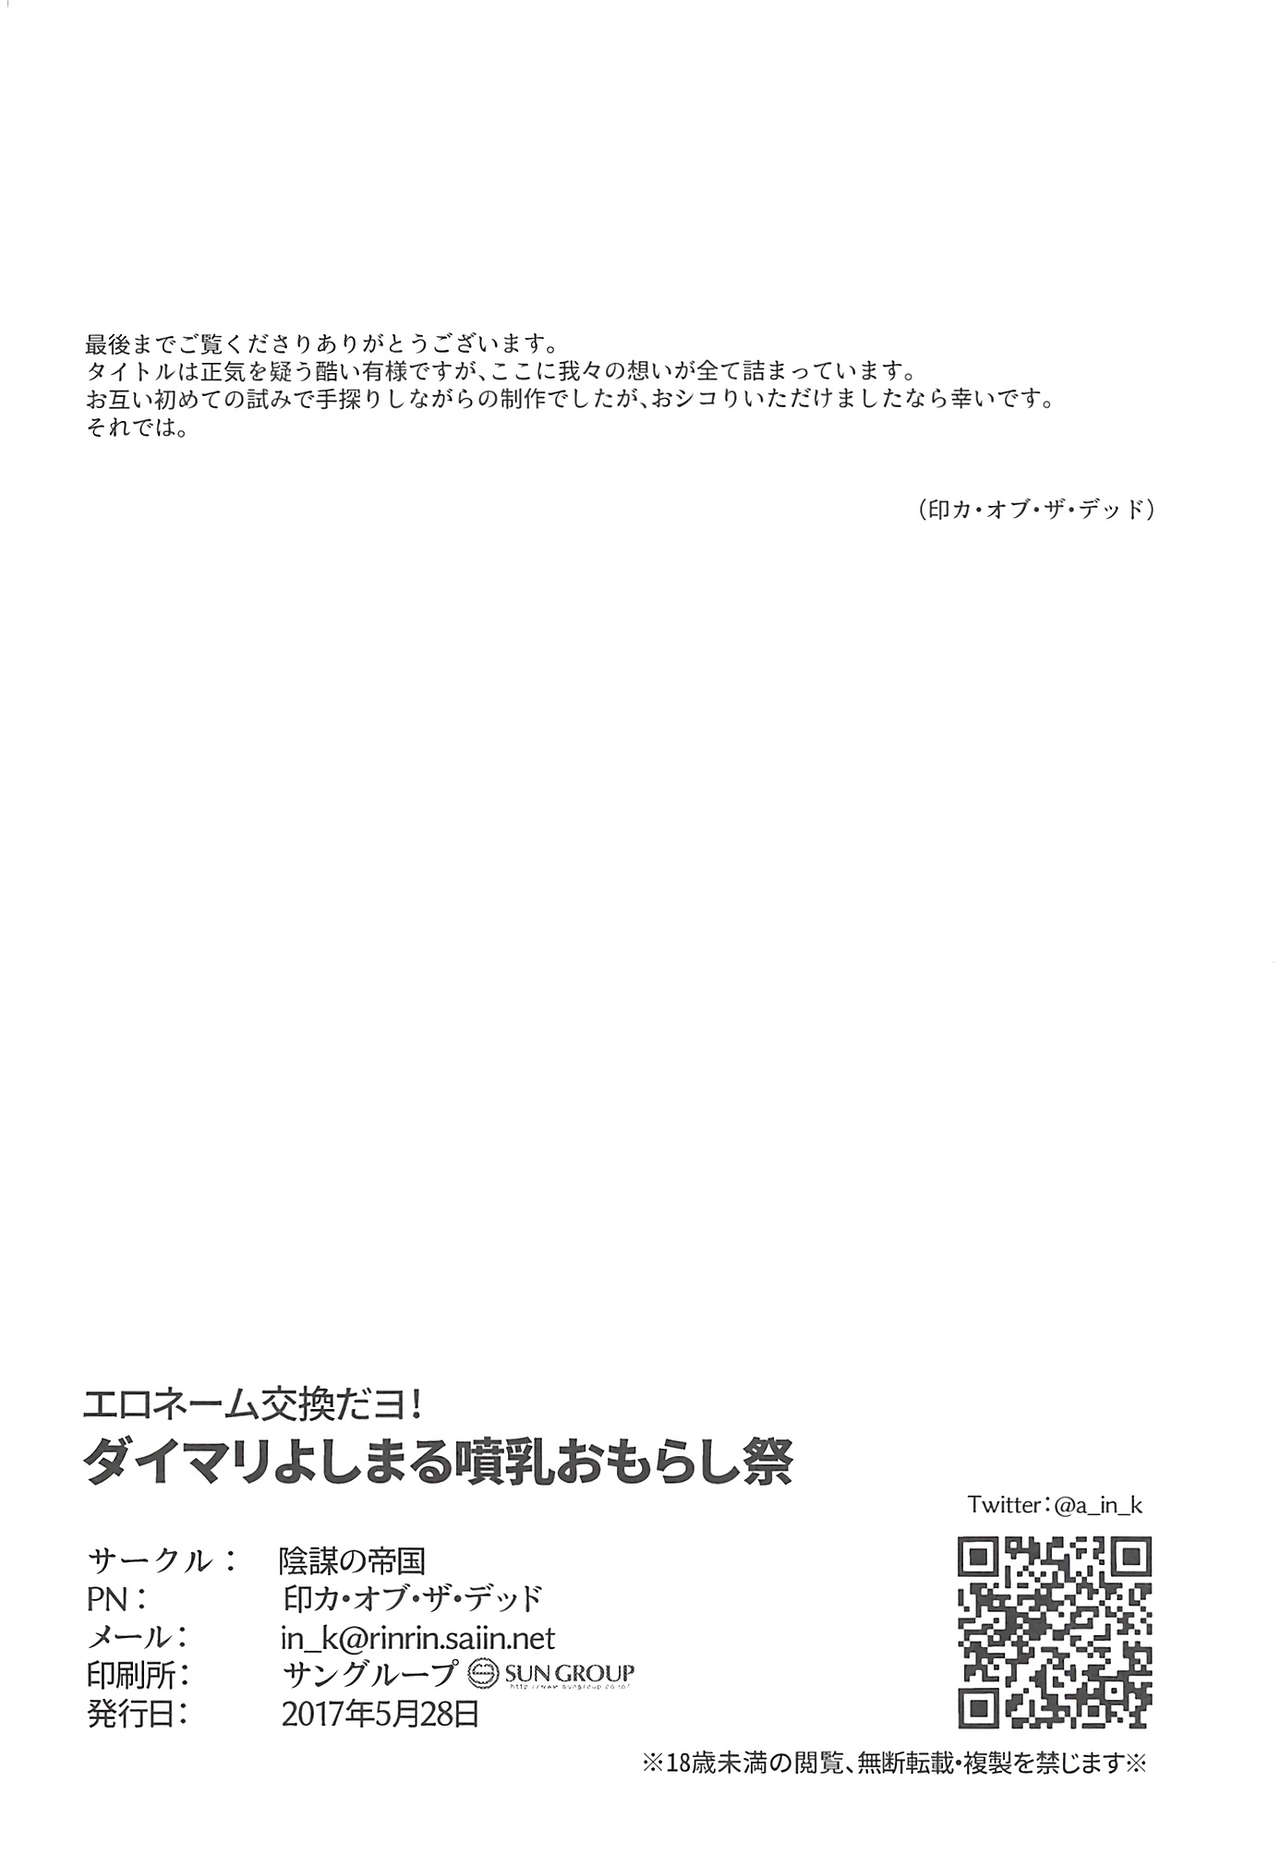 最後までご覧くださりありがとうございます。
タイトルは正気を疑う酷い有様ですが、ここに我々の想いが全て詰まっています。
お互い初めての試みで手探りしながらの制作でしたが、おシコりいただけましたなら幸いです。
それでは。
（印カ・オブ・ザ・デッド）
エロネーム交換だヨ！
ダイマリよしまる噴乳おもらし祭
サークル： 陰謀の帝国
PN： 印カ・オブ・ザ・デッド
メール： in_k@rinrin.saiin.net
印刷所： サングループ SUN GROUP
発行日： 2017年5月28日
Twitter：@a_in_k
※18歳未満の閲覧、無断転載・複製を禁じます※